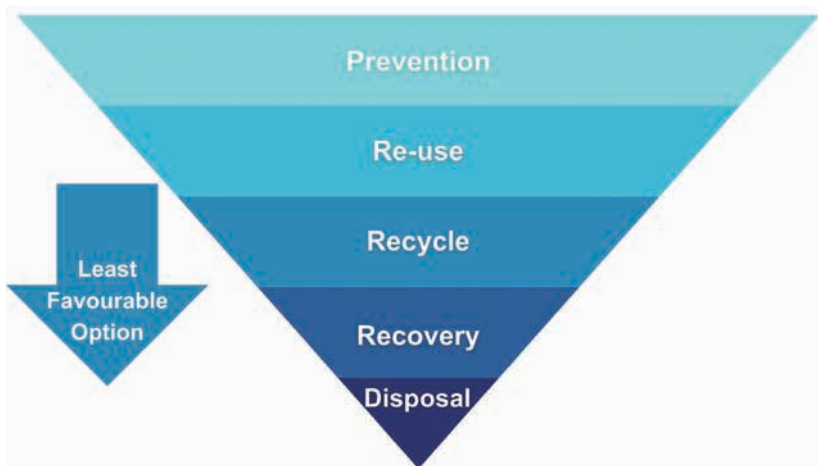 Prevention
Re-use
Recycle
Recovery
Disposal
Least
Favourable
Option